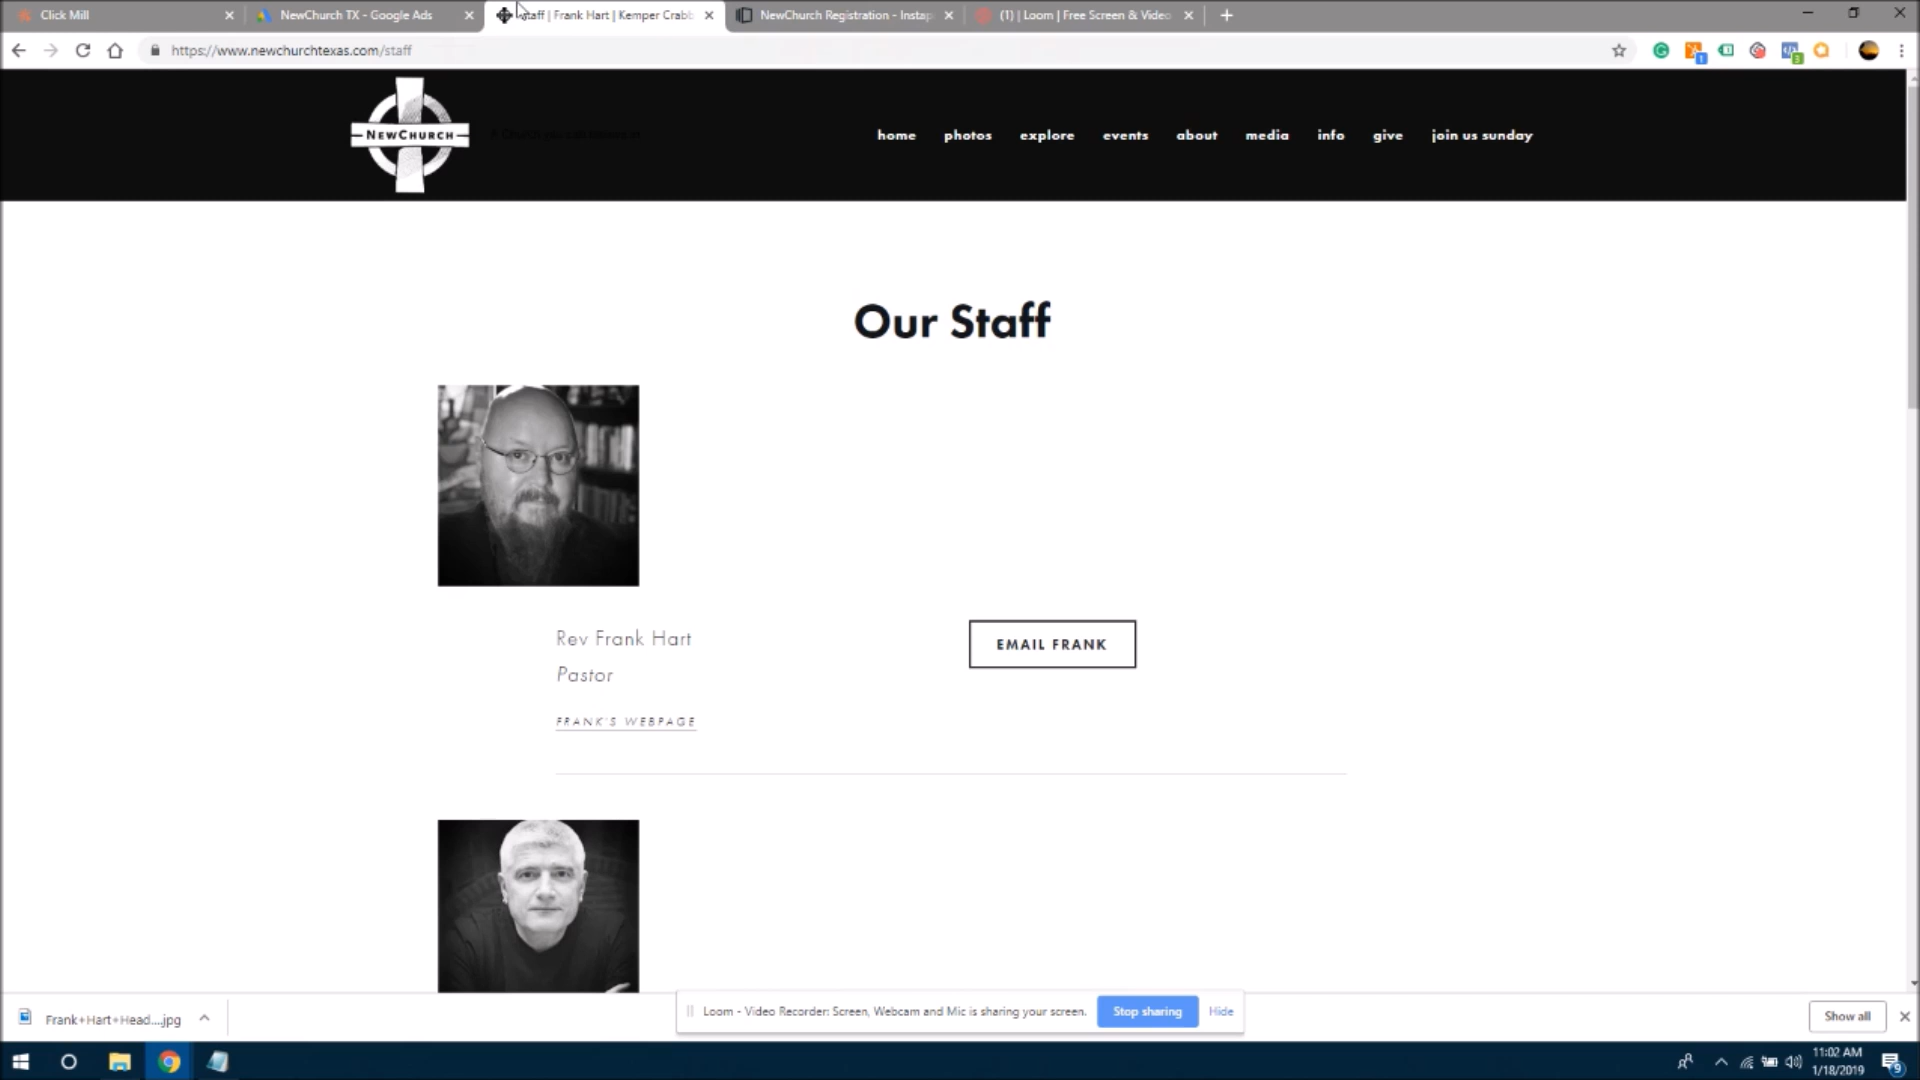 Click Mill
NewChurch TX - Google Ads
Staff | Frank Hart | Kemper Crabb
NewChurch Registration - Instap
(1) | Loom | Free Screen & Video
https://www.newchurchtexas.com/staff
NEWCHURCH
home
photos
explore
events
about
media
info
give
join us sunday
Our Staff
Rev Frank Hart
EMAIL FRANK
Pastor
FRANK'S WEBPAGE
Loom - Video Recorder: Screen, Webcam and Mic is sharing your screen.
Stop sharing
Hide
Frank+Hart+Head....jpg
Show all
11:02 AM
1/18/2019